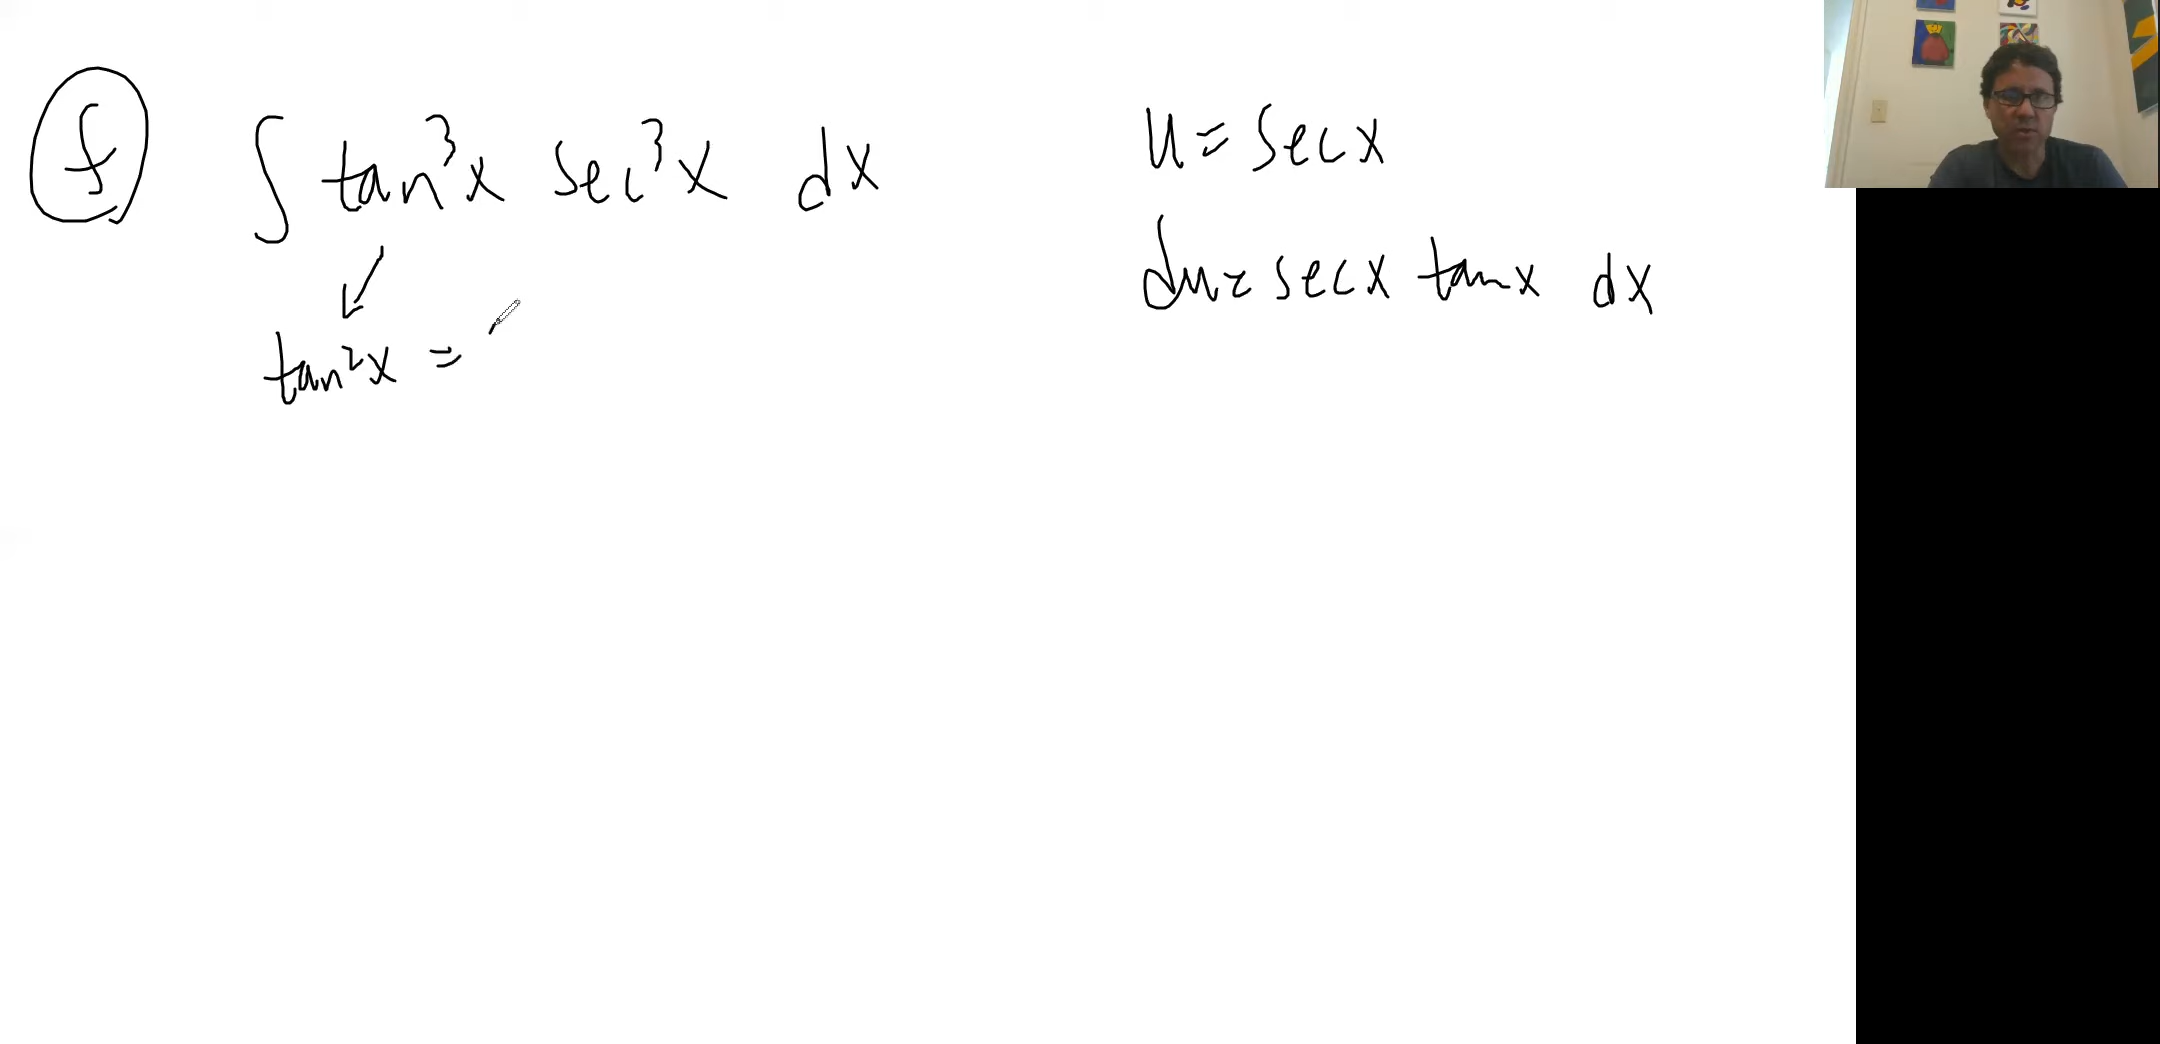 f ∫ tan³x sec³x dx
u = sec x
du = sec x tan x dx
tan²x =